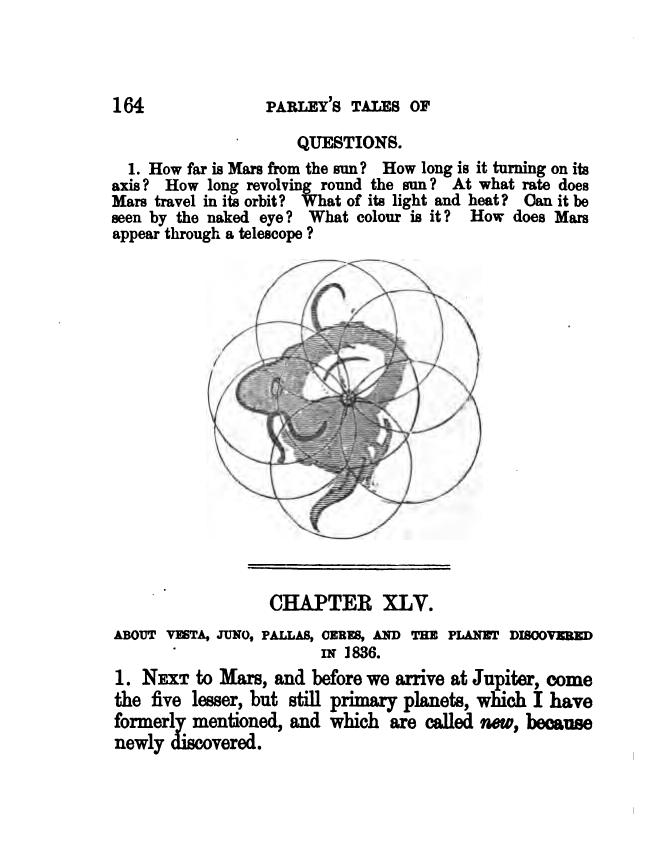 164 PARLEY'S TALES OF
QUESTIONS.
1. How far is Mars from the sun? How long is it turning on its
axis? How long revolving round the sun? At what rate does
Mars travel in its orbit? What of its light and heat? Can it be
seen by the naked eye? What colour is it? How does Mars
appear through a telescope?
CHAPTER XLV.
ABOUT VESTA, JUNO, PALLAS, CERES, AND THE PLANET DISCOVERED
IN 1836.
1. NEXT to Mars, and before we arrive at Jupiter, come
the five lesser, but still primary planets, which I have
formerly mentioned, and which are called new, because
newly discovered.